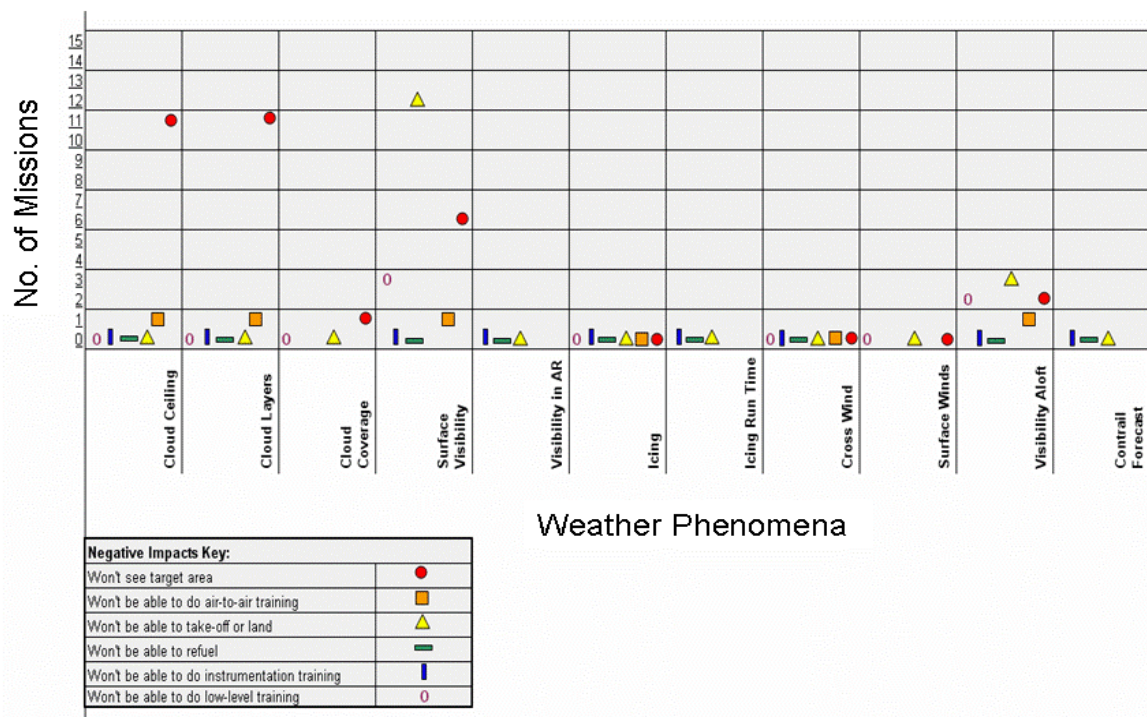 No. of Missions
15
14
13
12
11
10
9
8
7
6
5
4
3
2
1
0
0
0
0
0
0
0
0
0
Cloud Ceiling
Cloud Layers
Cloud
Coverage
Surface
Visibility
Visibility in AR
Icing
Icing Run Time
Cross Wind
Surface Winds
Visibility Aloft
Contrail
Forecast
Weather Phenomena
Negative Impacts Key:
Won't see target area
Won't be able to do air-to-air training
Won't be able to take-off or land
Won't be able to refuel
Won't be able to do instrumentation training
Won't be able to do low-level training 0